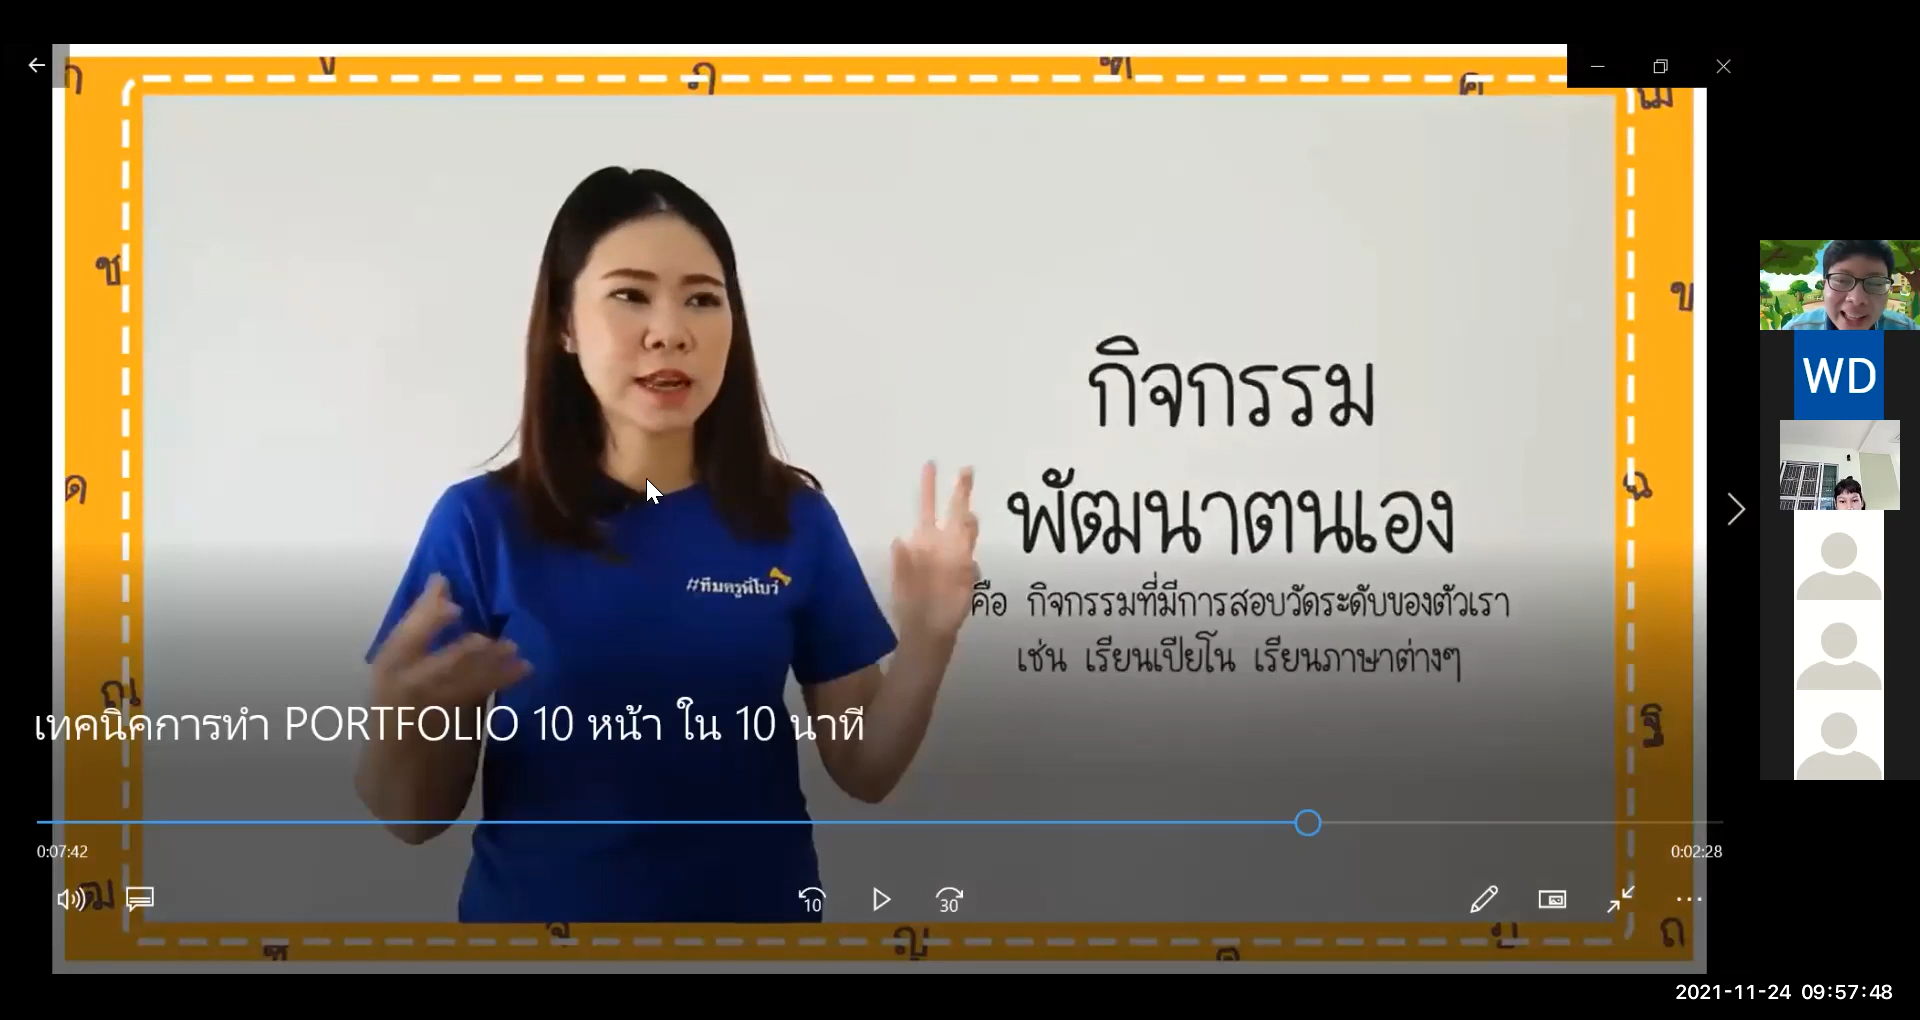 WD
กิจกรรม
พัฒนาตนเอง
คือ กิจกรรมที่มีการสอบวัดระดับของตัวเรา
เช่น เรียนเปียโน เรียนภาษาต่างๆ
#ทีมครูพี่โบว์
เทคนิคการทำ PORTFOLIO 10 หน้า ใน 10 นาที
0:07:42
0:02:28
10
30
2021-11-24 09:57:48